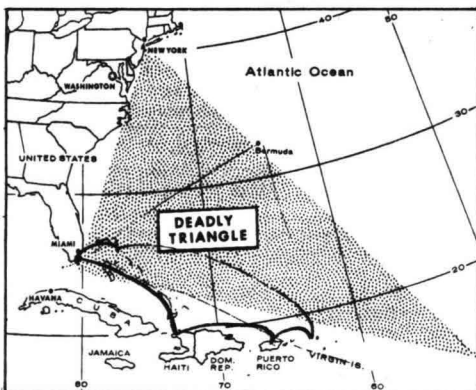 40
50
NEW YORK
Atlantic Ocean
WASHINGTON
30
Bermuda
UNITED STATES
DEADLY
TRIANGLE
MIAMI
20
HAVANA
CUBA
VIRGIN IS.
JAMAICA
HAITI
DOM.
REP.
PUERTO
RICO
80
70
60